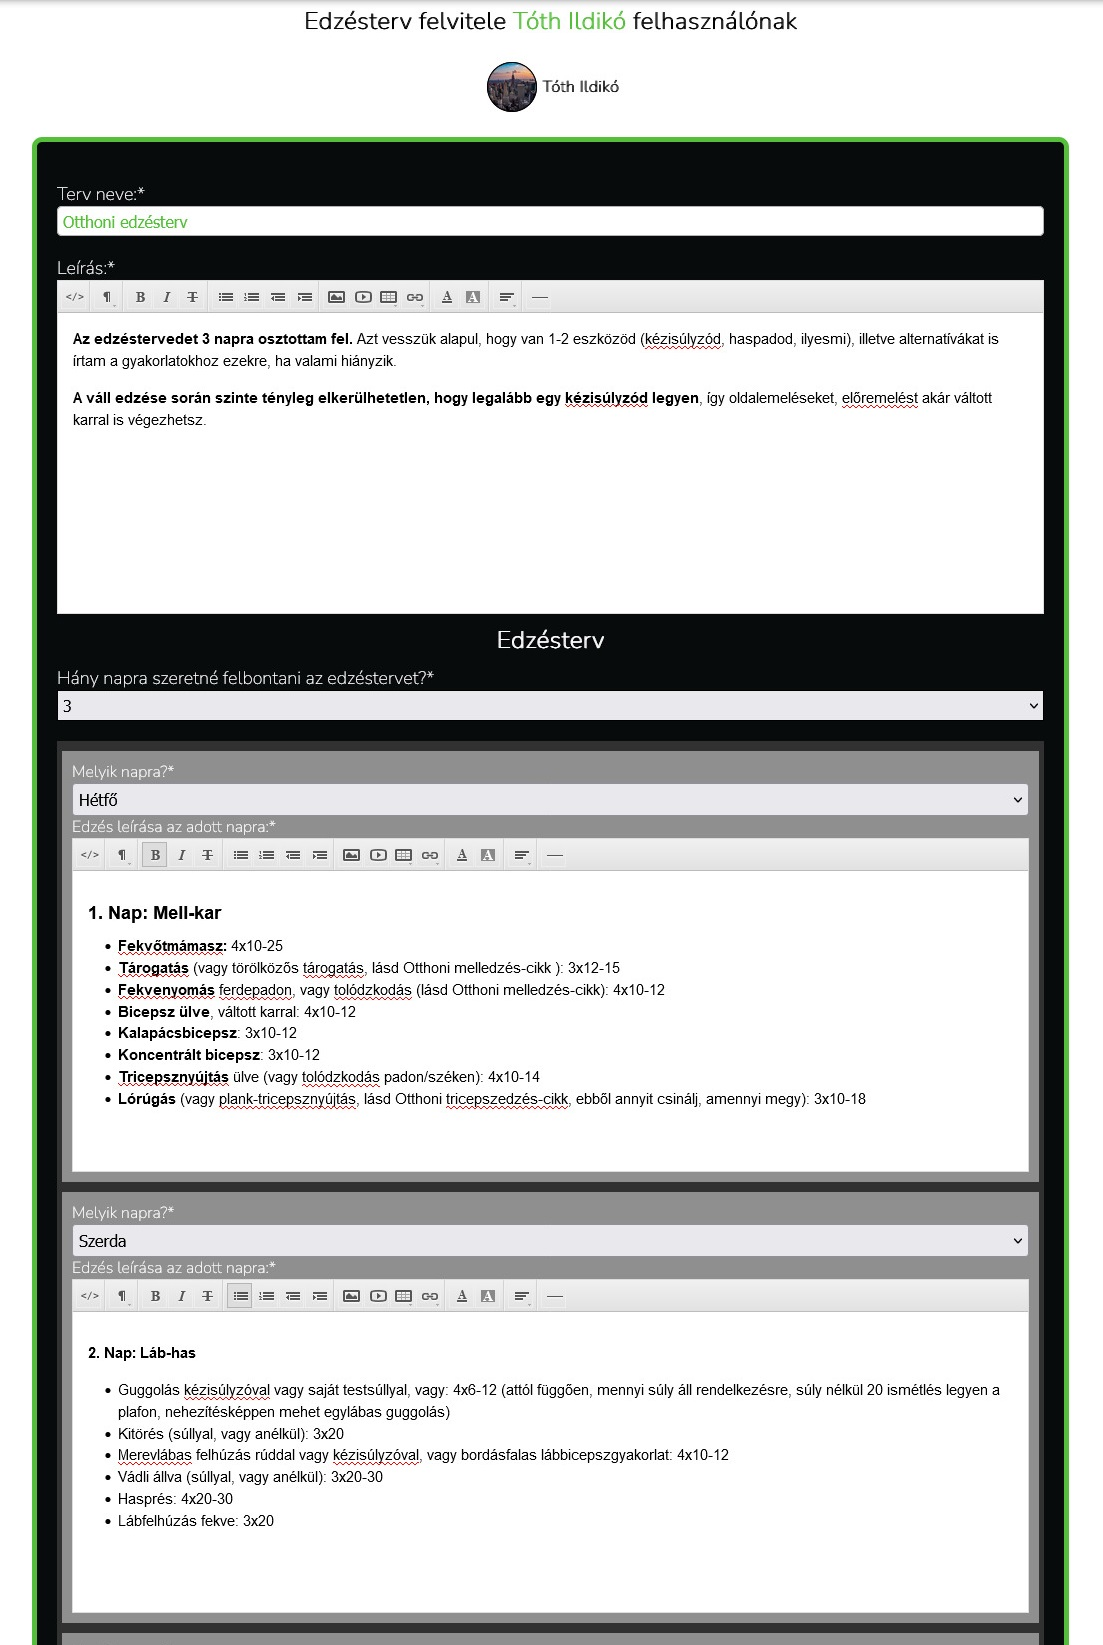 Edzésterv felvitele Tóth Ildikó felhasználónak
Tóth Ildikó
Terv neve:*
Otthoni edzésterv
Leírás:*
Az edzéstervedet 3 napra osztottam fel. Azt vesszük alapul, hogy van 1-2 eszközöd (kézisúlyzód, haspadod, ilyesmi), illetve alternatívákat is
írtam a gyakorlatokhoz ezekre, ha valami hiányzik.
A váll edzése során szinte tényleg elkerülhetetlen, hogy legalább egy kézisúlyzód legyen, így oldalemeléseket, előremelést akár váltott
karral is végezhetsz.
Edzésterv
Hány napra szeretné felbontani az edzéstervet?*
3
Melyik napra?*
Hétfő
Edzés leírása az adott napra:*
1. Nap: Mell-kar
• Fekvőtmámasz: 4x10-25
• Tárogatás (vagy törölközős tárogatás, lásd Otthoni melledzés-cikk ): 3x12-15
• Fekvenyomás ferdepadon, vagy tolódzkodás (lásd Otthoni melledzés-cikk): 4x10-12
• Bicepsz ülve, váltott karral: 4x10-12
• Kalapácsbicepsz: 3x10-12
• Koncentrált bicepsz: 3x10-12
• Tricepsznyújtás ülve (vagy tolódzkodás padon/széken): 4x10-14
• Lórúgás (vagy plank-tricepsznyújtás, lásd Otthoni tricepszedzés-cikk, ebből annyit csinálj, amennyi megy): 3x10-18
Melyik napra?*
Szerda
Edzés leírása az adott napra:*
2. Nap: Láb-has
• Guggolás kézisúlyzóval vagy saját testsúllyal, vagy: 4x6-12 (attól függően, mennyi súly áll rendelkezésre, súly nélkül 20 ismétlés legyen a
plafon, nehezítésképpen mehet egylábas guggolás)
• Kitörés (súllyal, vagy anélkül): 3x20
• Merevlábas felhúzás rúddal vagy kézisúlyzóval, vagy bordásfalas lábbicepszgyakorlat: 4x10-12
• Vádli állva (súllyal, vagy anélkül): 3x20-30
• Hasprés: 4x20-30
• Lábfelhúzás fekve: 3x20